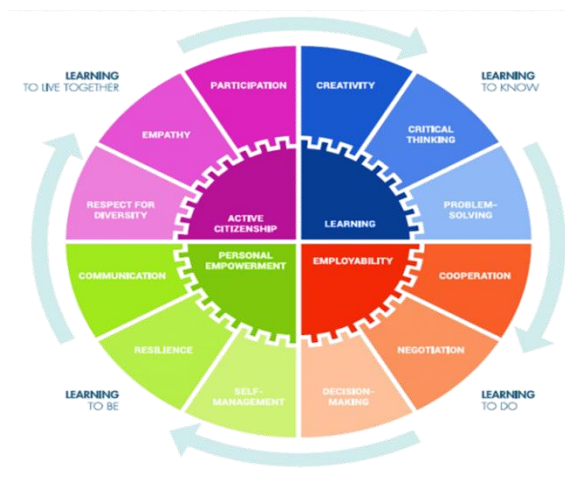 LEARNING
TO LIVE TOGETHER
PARTICIPATION
CREATIVITY
LEARNING
TO KNOW
EMPATHY
CRITICAL
THINKING
RESPECT FOR
DIVERSITY
ACTIVE
CITIZENSHIP
LEARNING
PROBLEM-
SOLVING
COMMUNICATION
PERSONAL
EMPOWERMENT
EMPLOYABILITY
COOPERATION
RESILIENCE
NEGOTIATION
SELF-
MANAGEMENT
DECISION-
MAKING
LEARNING
TO BE
LEARNING
TO DO